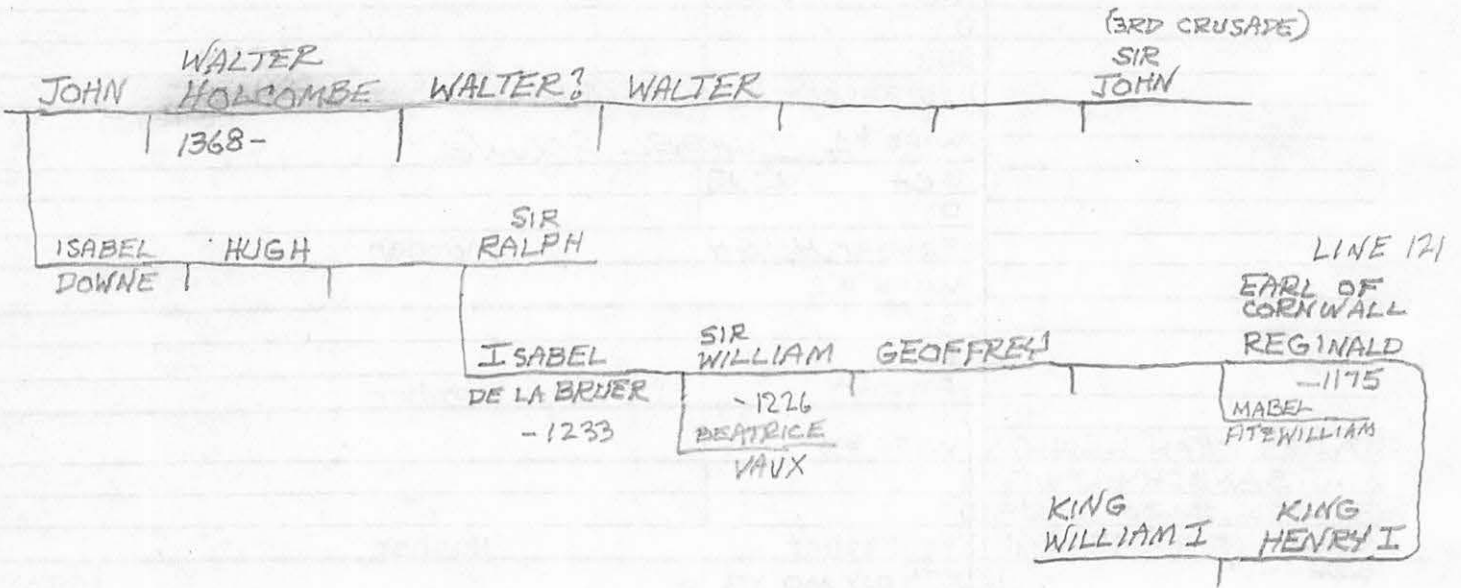 (3RD CRUSADE)
WALTER
SIR
JOHN HOLCOMBE WALTER? WALTER JOHN
1368-
SIR
ISABEL HUGH RALPH
LINE 121
DOWNE
EARL OF
CORNWALL
SIR
ISABEL WILLIAM GEOFFREY REGINALD
DE LA BRUER -1226 -1175
-1233 BEATRICE MABEL
VAUX FITZWILLIAM
KING KING
WILLIAM I HENRY I